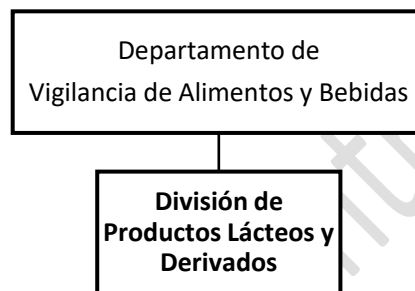 Departamento de
Vigilancia de Alimentos y Bebidas
División de
Productos Lácteos y
Derivados